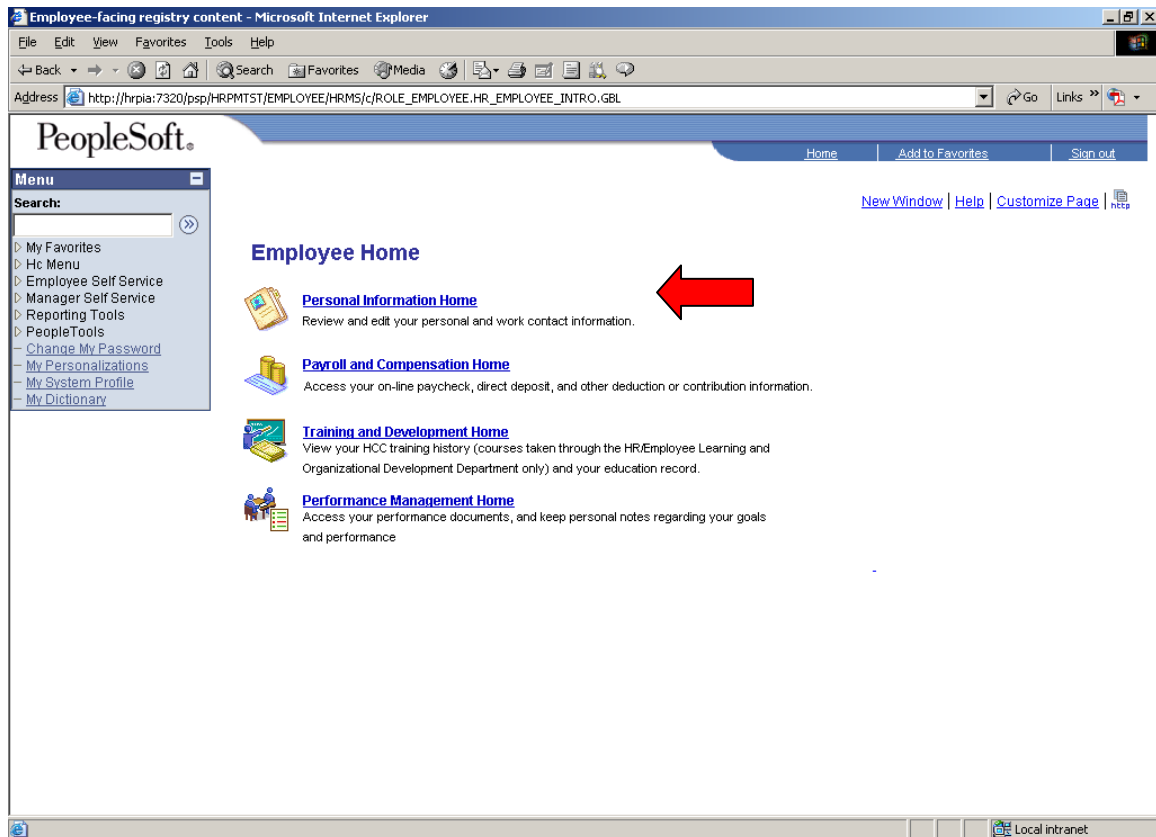 Employee-facing registry content - Microsoft Internet Explorer
File Edit View Favorites Tools Help
Back Search Favorites Media
Address http://hrpia:7320/psp/HRPMTST/EMPLOYEE/HRMS/c/ROLE_EMPLOYEE.HR_EMPLOYEE_INTRO.GBL Go Links »
PeopleSoft®
Home Add to Favorites Sign out
Menu
Search:
New Window | Help | Customize Page | http
My Favorites
Hc Menu
Employee Self Service
Manager Self Service
Reporting Tools
PeopleTools
– Change My Password
– My Personalizations
– My System Profile
– My Dictionary
Employee Home
Personal Information Home
Review and edit your personal and work contact information.
Payroll and Compensation Home
Access your on-line paycheck, direct deposit, and other deduction or contribution information.
Training and Development Home
View your HCC training history (courses taken through the HR/Employee Learning and
Organizational Development Department only) and your education record.
Performance Management Home
Access your performance documents, and keep personal notes regarding your goals
and performance
Local intranet